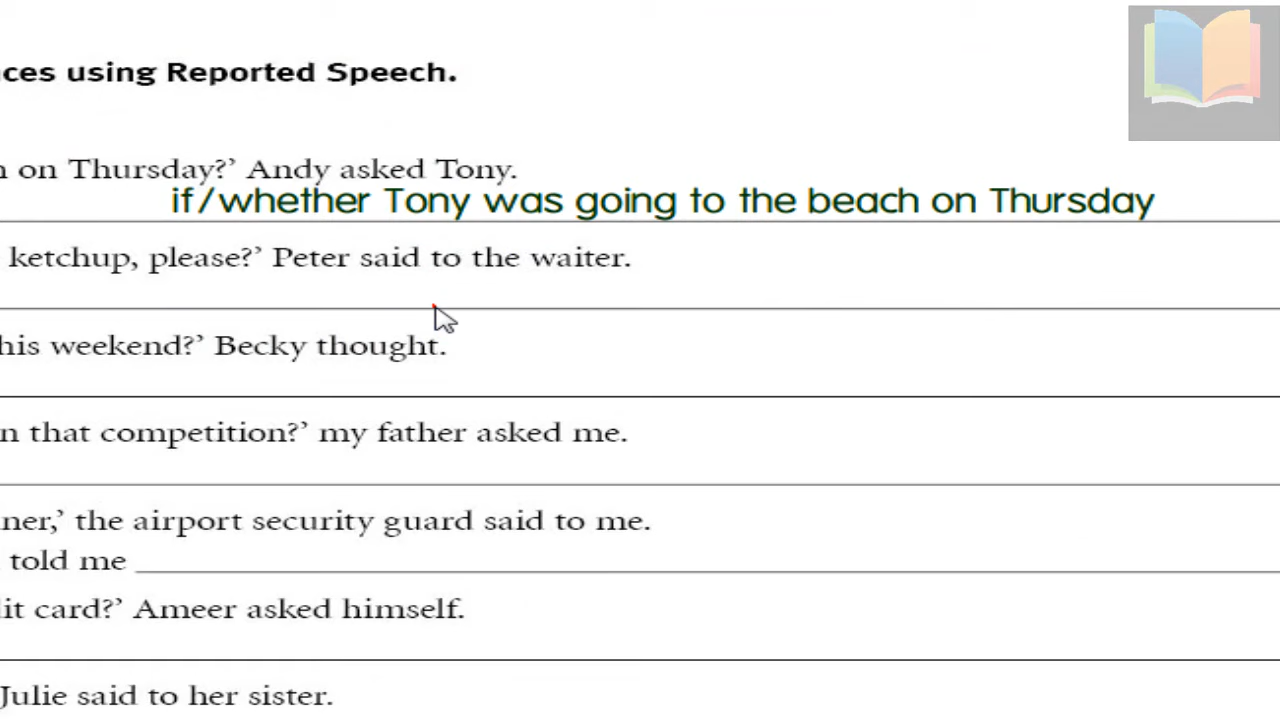 ces using Reported Speech.
n on Thursday?’ Andy asked Tony.
if/whether Tony was going to the beach on Thursday
ketchup, please?’ Peter said to the waiter.
his weekend?’ Becky thought.
n that competition?’ my father asked me.
ner,’ the airport security guard said to me.
told me
lit card?’ Ameer asked himself.
Julie said to her sister.